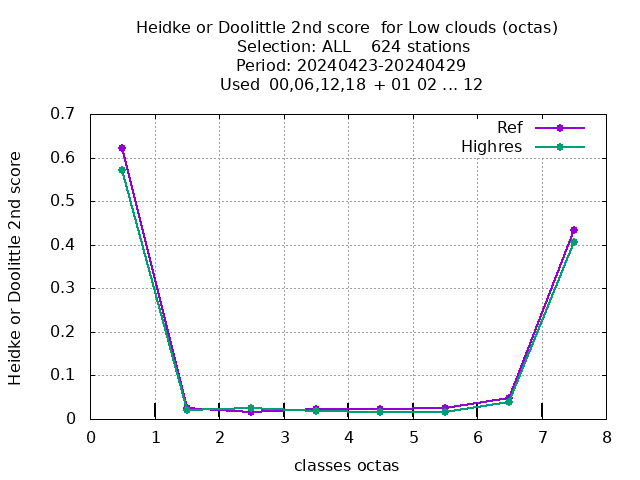 Heidke or Doolittle 2nd score  for Low clouds (octas)
Selection: ALL    624 stations
Period: 20240423-20240429
Used  00,06,12,18  + 01 02 ... 12
Ref
Highres
Heidke or Doolittle 2nd score
0.7
0.6
0.5
0.4
0.3
0.2
0.1
0
0 1 2 3 4 5 6 7 8
classes octas